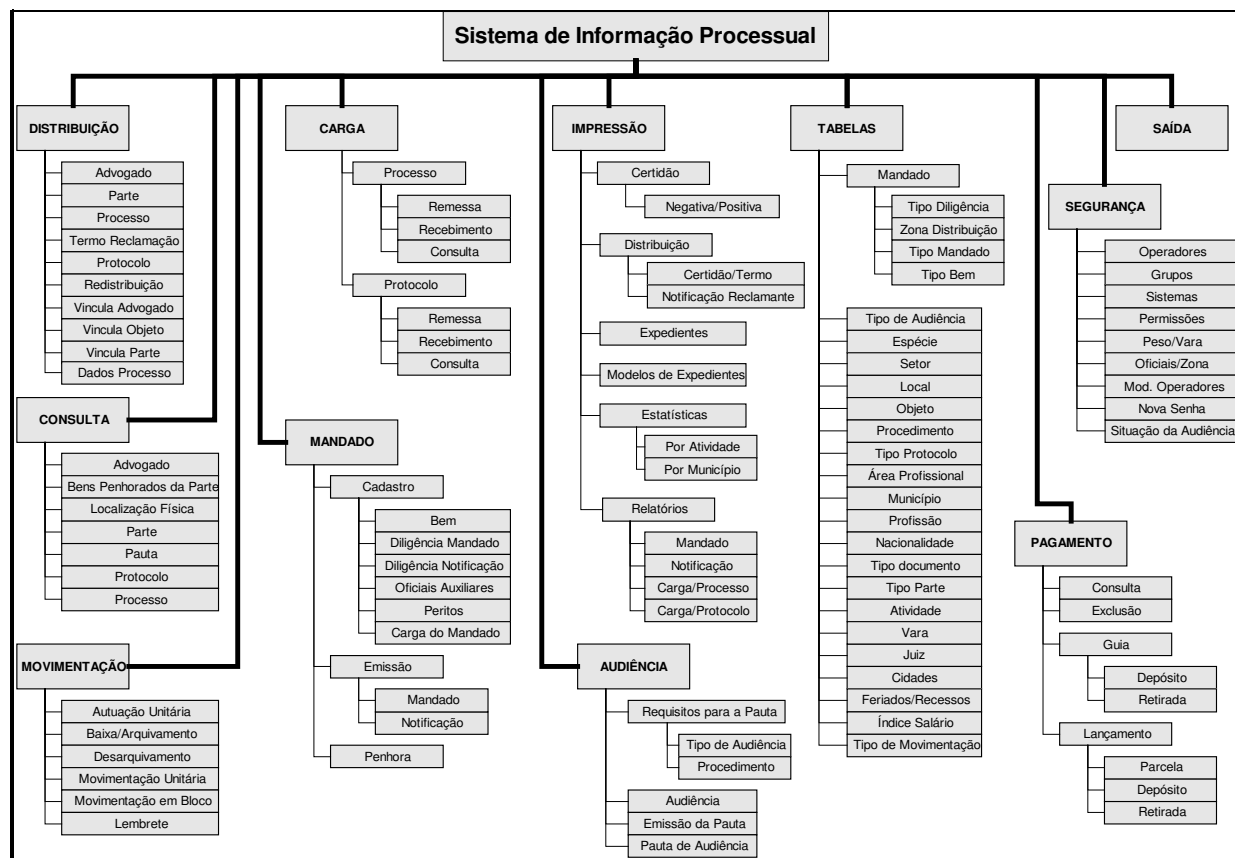 Sistema de Informação Processual
DISTRIBUIÇÃO
Advogado
Parte
Processo
Termo Reclamação
Protocolo
Redistribuição
Vincula Advogado
Vincula Objeto
Vincula Parte
Dados Processo
CONSULTA
Advogado
Bens Penhorados da Parte
Localização Física
Parte
Pauta
Protocolo
Processo
MOVIMENTAÇÃO
Autuação Unitária
Baixa/Arquivamento
Desarquivamento
Movimentação Unitária
Movimentação em Bloco
Lembrete
CARGA
Processo
Remessa
Recebimento
Consulta
Protocolo
Remessa
Recebimento
Consulta
MANDADO
Cadastro
Bem
Diligência Mandado
Diligência Notificação
Oficiais Auxiliares
Peritos
Carga do Mandado
Emissão
Mandado
Notificação
Penhora
IMPRESSÃO
Certidão
Negativa/Positiva
Distribuição
Certidão/Termo
Notificação Reclamante
Expedientes
Modelos de Expedientes
Estatísticas
Por Atividade
Por Município
Relatórios
Mandado
Notificação
Carga/Processo
Carga/Protocolo
AUDIÊNCIA
Requisitos para a Pauta
Tipo de Audiência
Procedimento
Audiência
Emissão da Pauta
Pauta de Audiência
TABELAS
Mandado
Tipo Diligência
Zona Distribuição
Tipo Mandado
Tipo Bem
Tipo de Audiência
Espécie
Setor
Local
Objeto
Procedimento
Tipo Protocolo
Área Profissional
Município
Profissão
Nacionalidade
Tipo documento
Tipo Parte
Atividade
Vara
Juiz
Cidades
Feriados/Recessos
Índice Salário
Tipo de Movimentação
SAÍDA
SEGURANÇA
Operadores
Grupos
Sistemas
Permissões
Peso/Vara
Oficiais/Zona
Mod. Operadores
Nova Senha
Situação da Audiência
PAGAMENTO
Consulta
Exclusão
Guia
Depósito
Retirada
Lançamento
Parcela
Depósito
Retirada